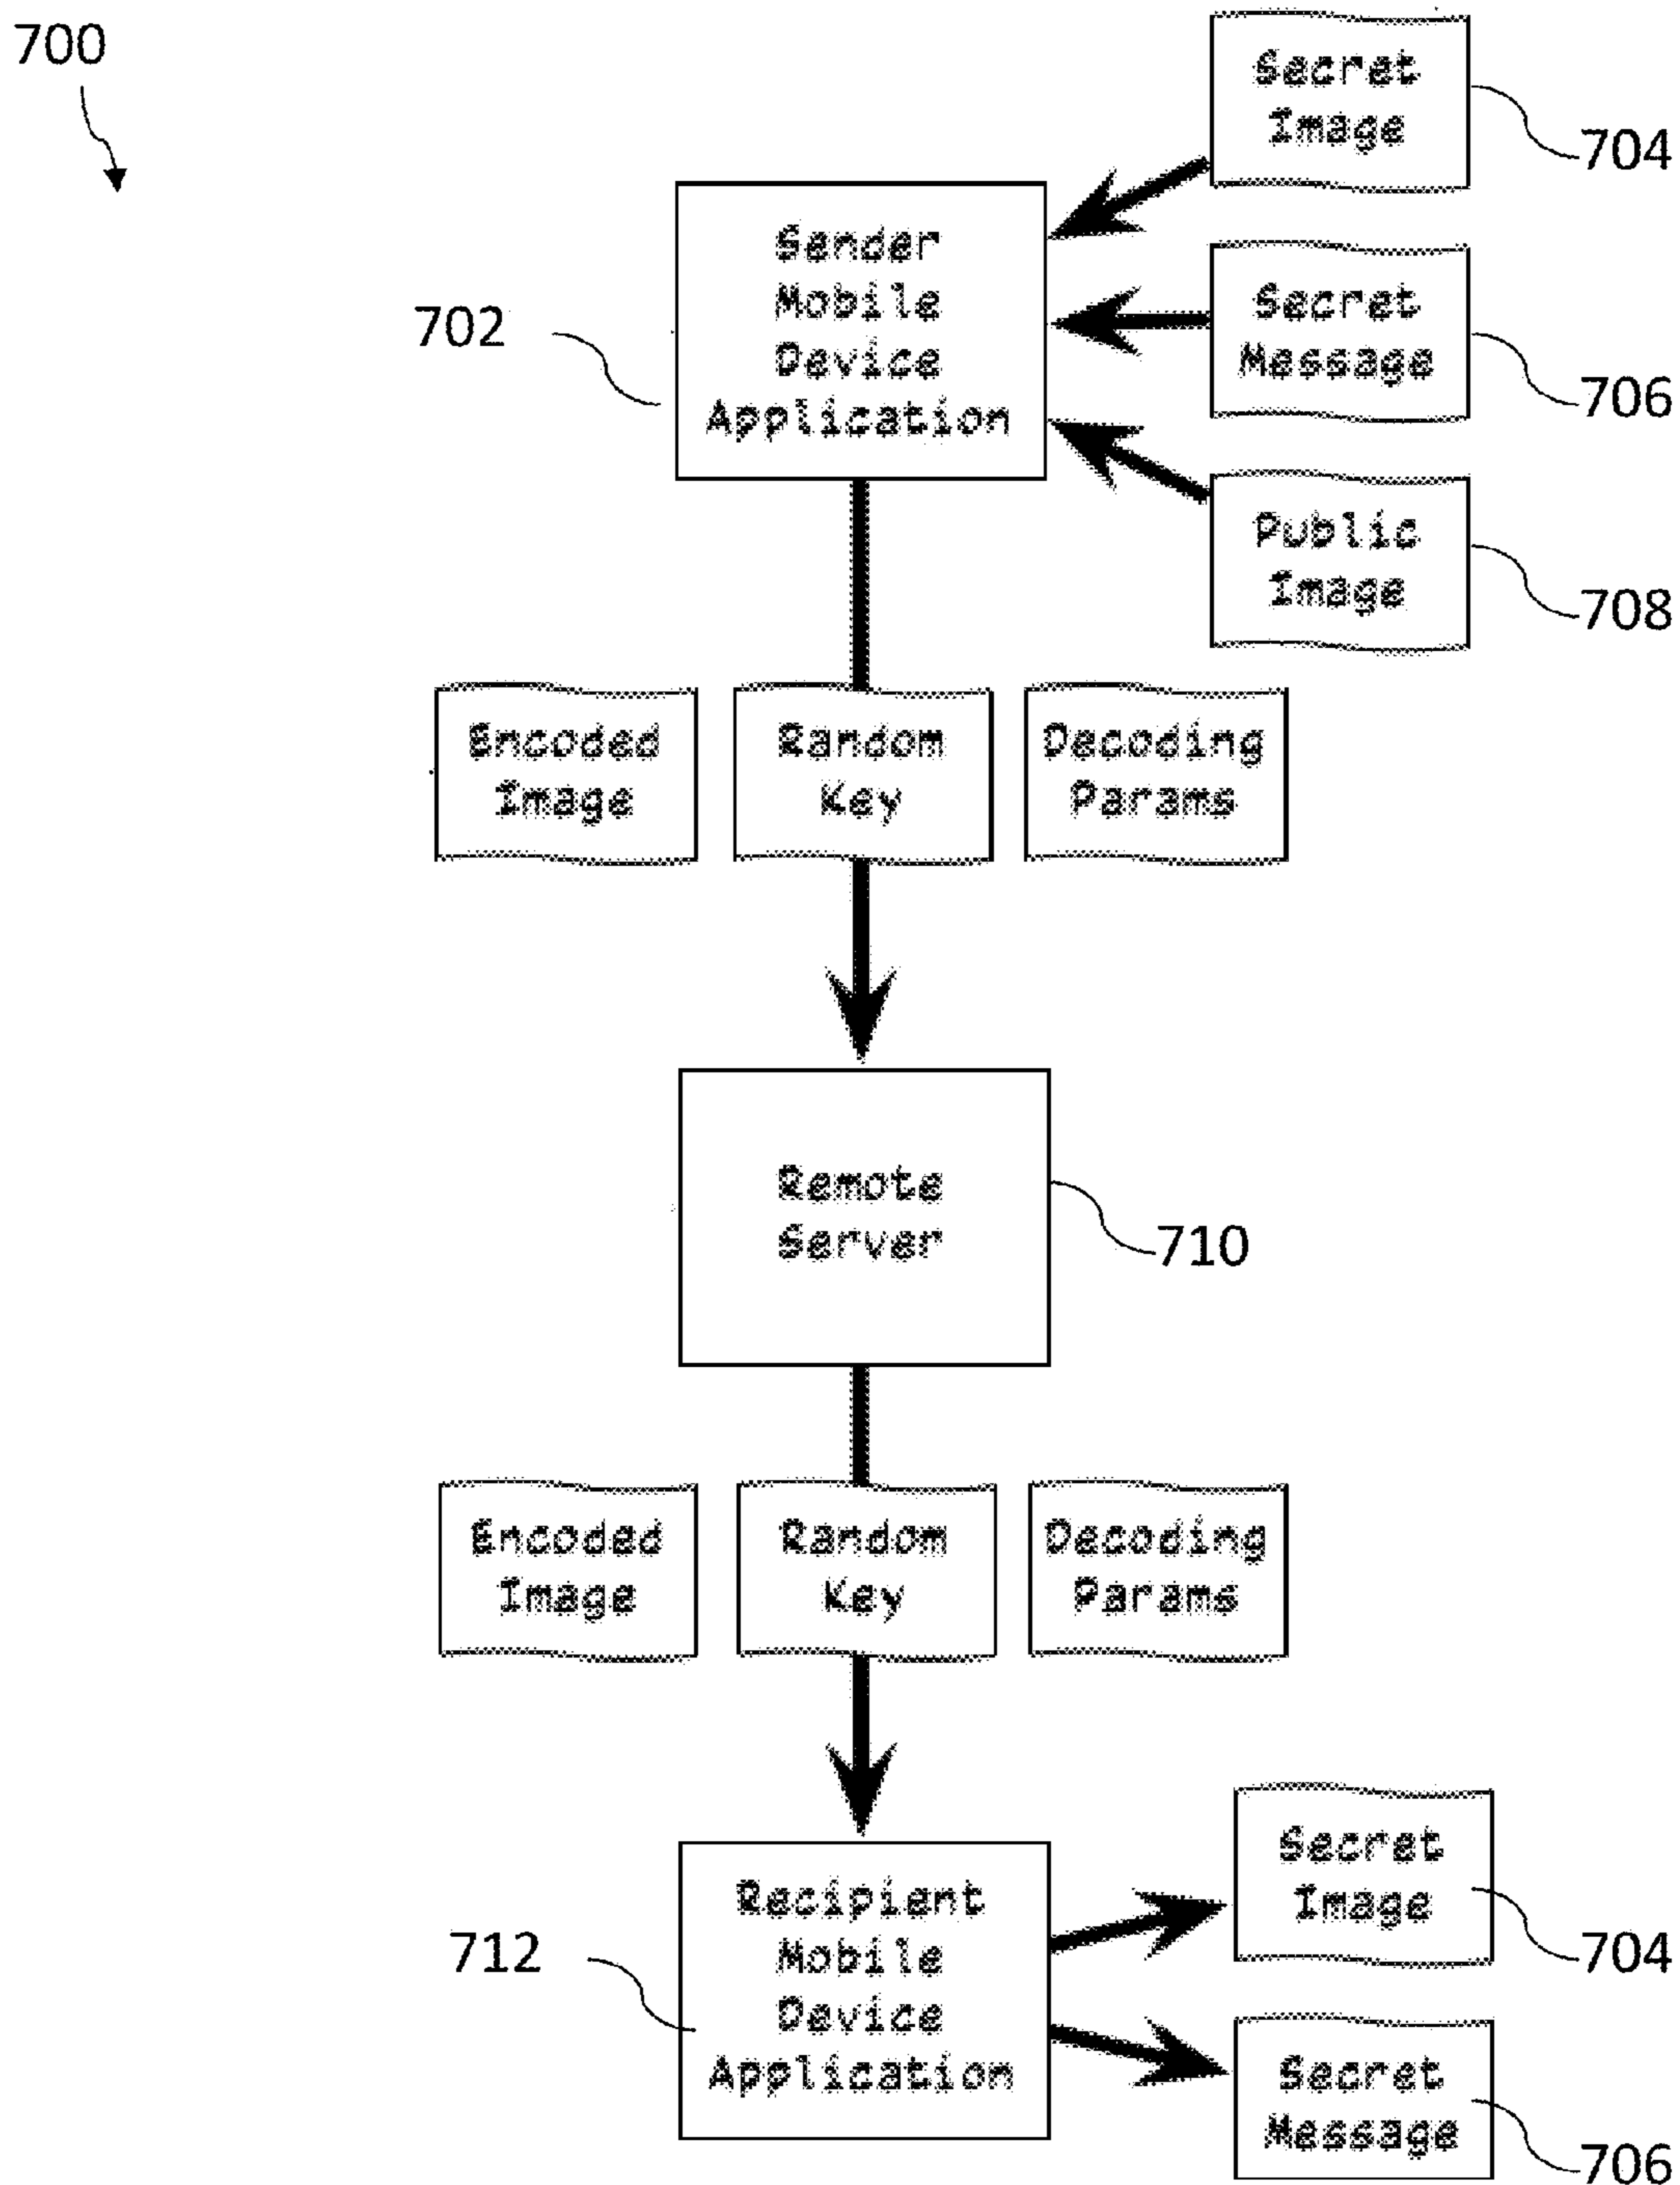 700
Secret
Image
704
Sender
Mobile
Device
Application
702
Secret
Message
706
Public
Image
708
Encoded
Image
Random
Key
Decoding
Params
Remote
Server
710
Encoded
Image
Random
Key
Decoding
Params
Recipient
Mobile
Device
Application
712
Secret
Image
704
Secret
Message
706